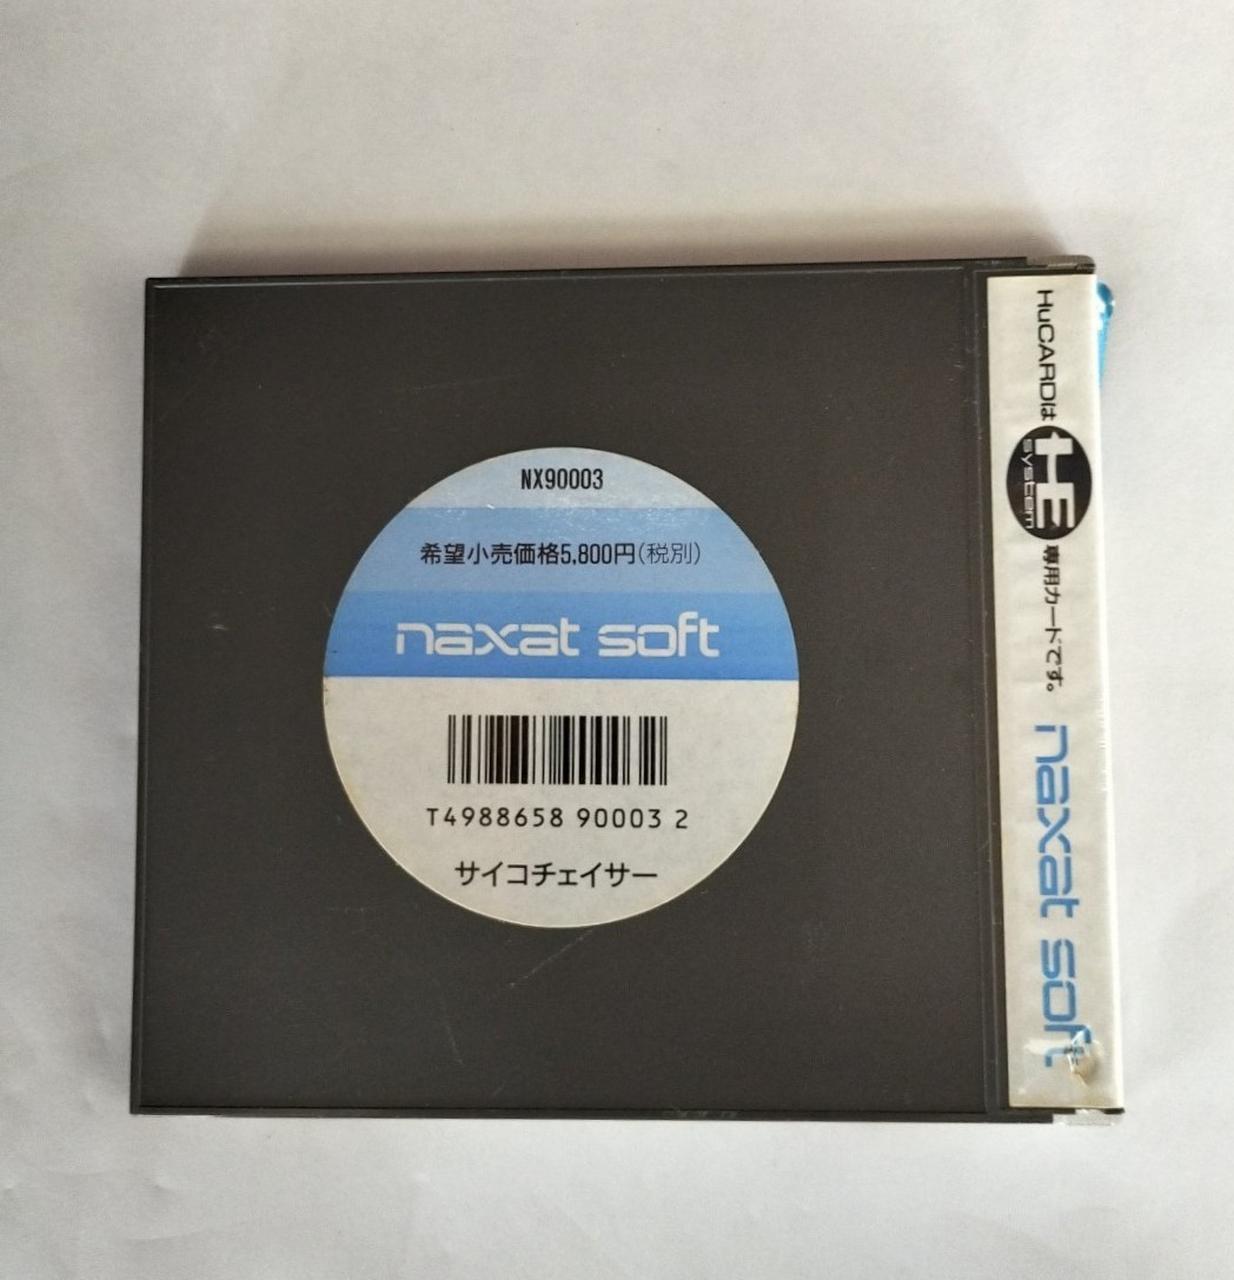 NX90003
希望小売価格5,800円(税別)
naxat soft
T4988658 90003 2
サイコチェイサー
HuCARDは HE system 専用カードです。 naxat soft